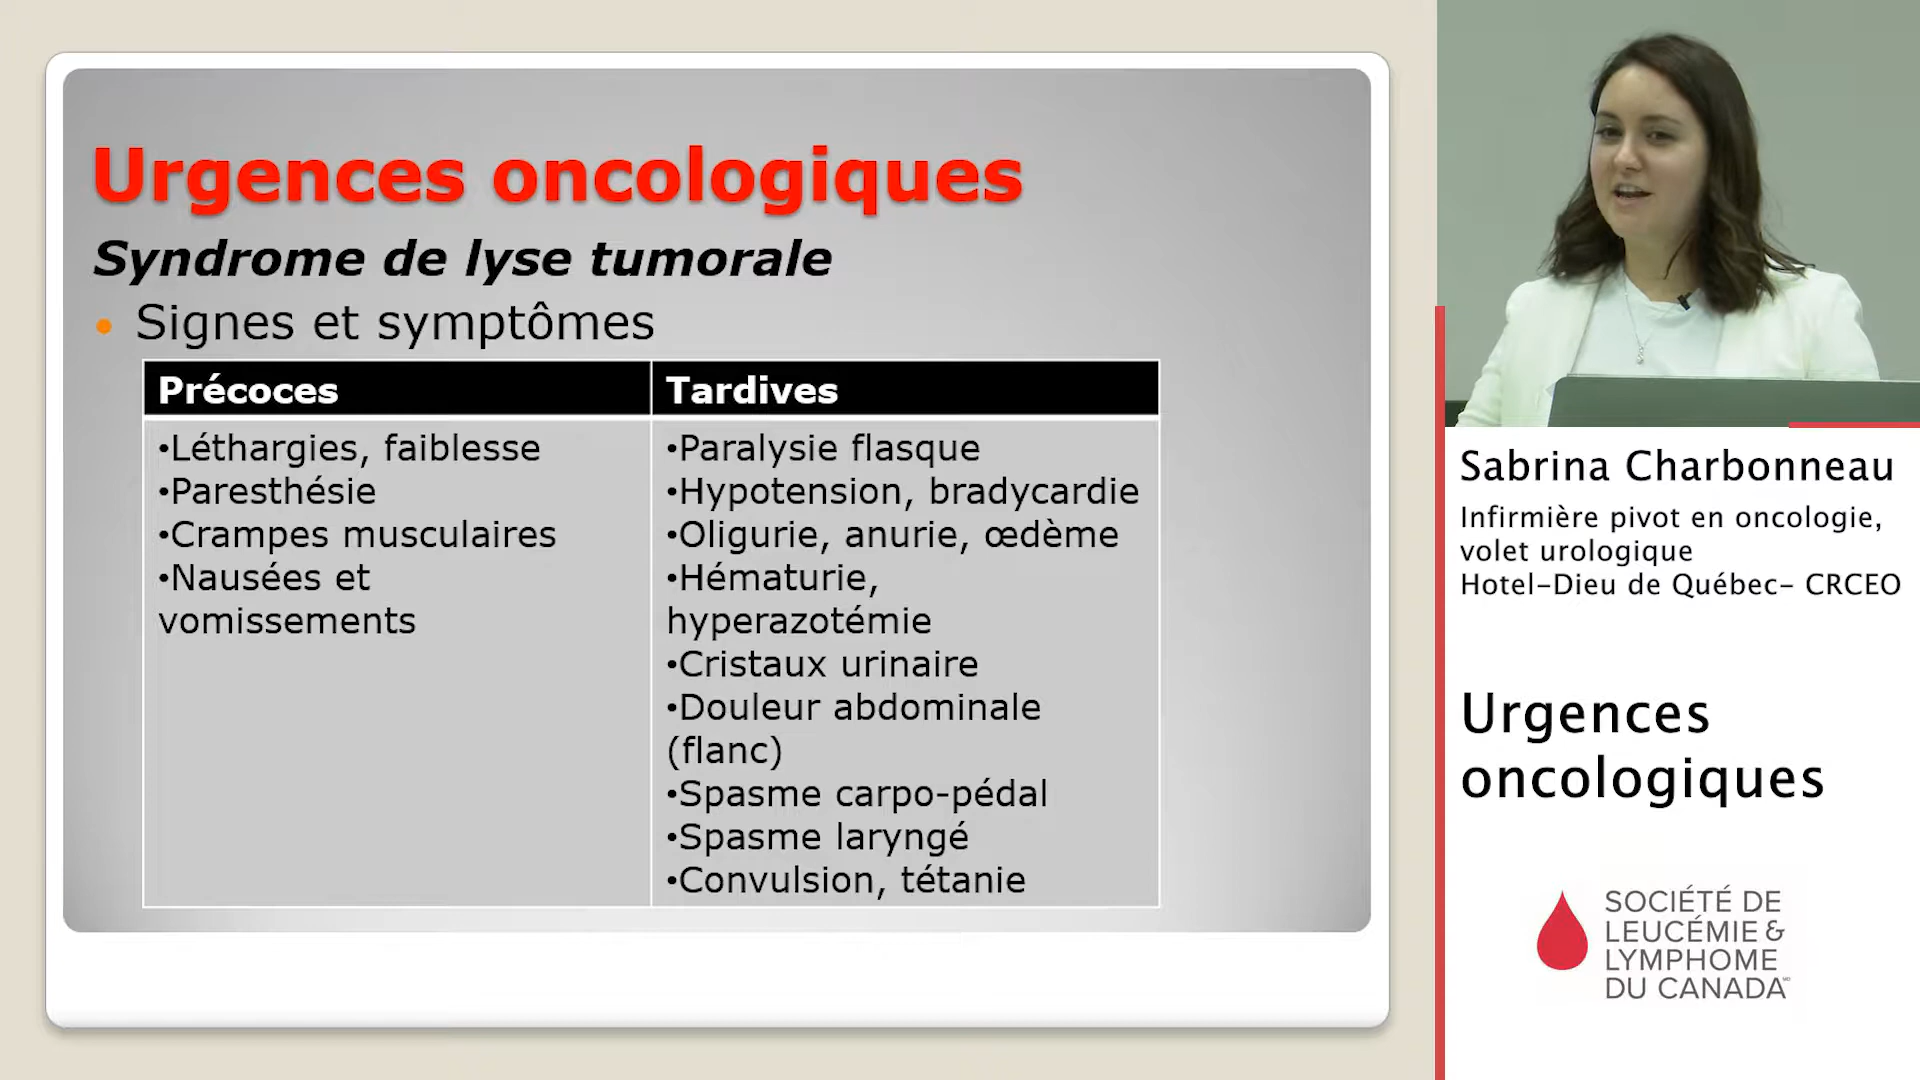 Urgences oncologiques
Syndrome de lyse tumorale
• Signes et symptômes
Précoces
•Léthargies, faiblesse
•Paresthésie
•Crampes musculaires
•Nausées et
vomissements
Tardives
•Paralysie flasque
•Hypotension, bradycardie
•Oligurie, anurie, œdème
•Hématurie,
hyperazotémie
•Cristaux urinaire
•Douleur abdominale
(flanc)
•Spasme carpo-pédal
•Spasme laryngé
•Convulsion, tétanie
Sabrina Charbonneau
Infirmière pivot en oncologie,
volet urologique
Hotel-Dieu de Québec- CRCEO
Urgences
oncologiques
SOCIÉTÉ DE
LEUCÉMIE &
LYMPHOME
DU CANADA